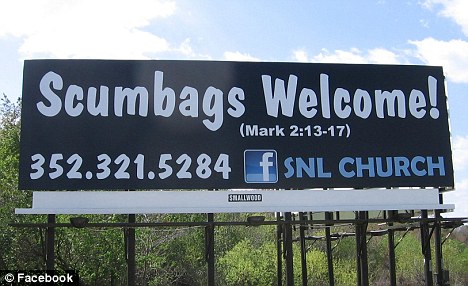 Scumbags Welcome!
(Mark 2:13-17)
352.321.5284 f SNL CHURCH
SMALLWOOD
© Facebook